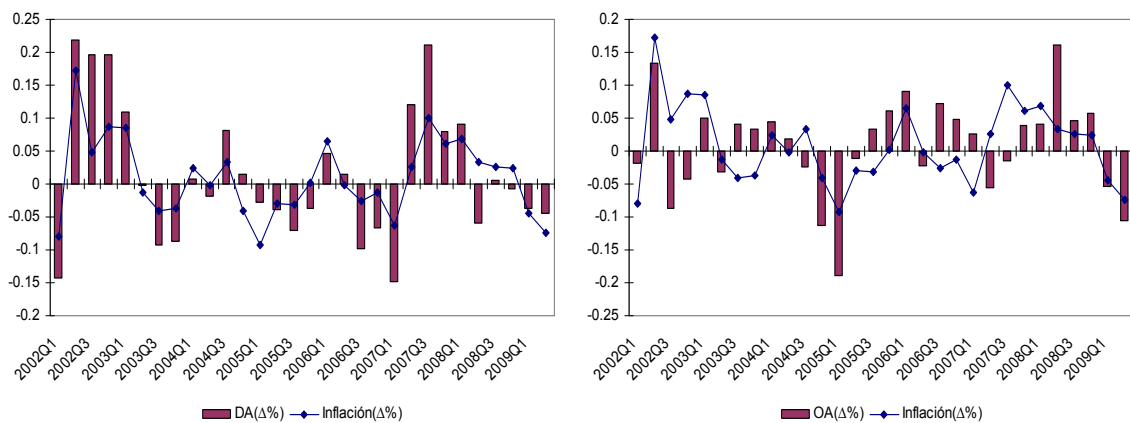 0.25
0.2
0.15
0.1
0.05
0
-0.05
-0.1
-0.15
-0.2
2002Q1
2002Q3
2003Q1
2003Q3
2004Q1
2004Q3
2005Q1
2005Q3
2006Q1
2006Q3
2007Q1
2007Q3
2008Q1
2008Q3
2009Q1
DA(Δ%)
Inflación(Δ%)
0.2
0.15
0.1
0.05
0
-0.05
-0.1
-0.15
-0.2
-0.25
2002Q1
2002Q3
2003Q1
2003Q3
2004Q1
2004Q3
2005Q1
2005Q3
2006Q1
2006Q3
2007Q1
2007Q3
2008Q1
2008Q3
2009Q1
OA(Δ%)
Inflación(Δ%)